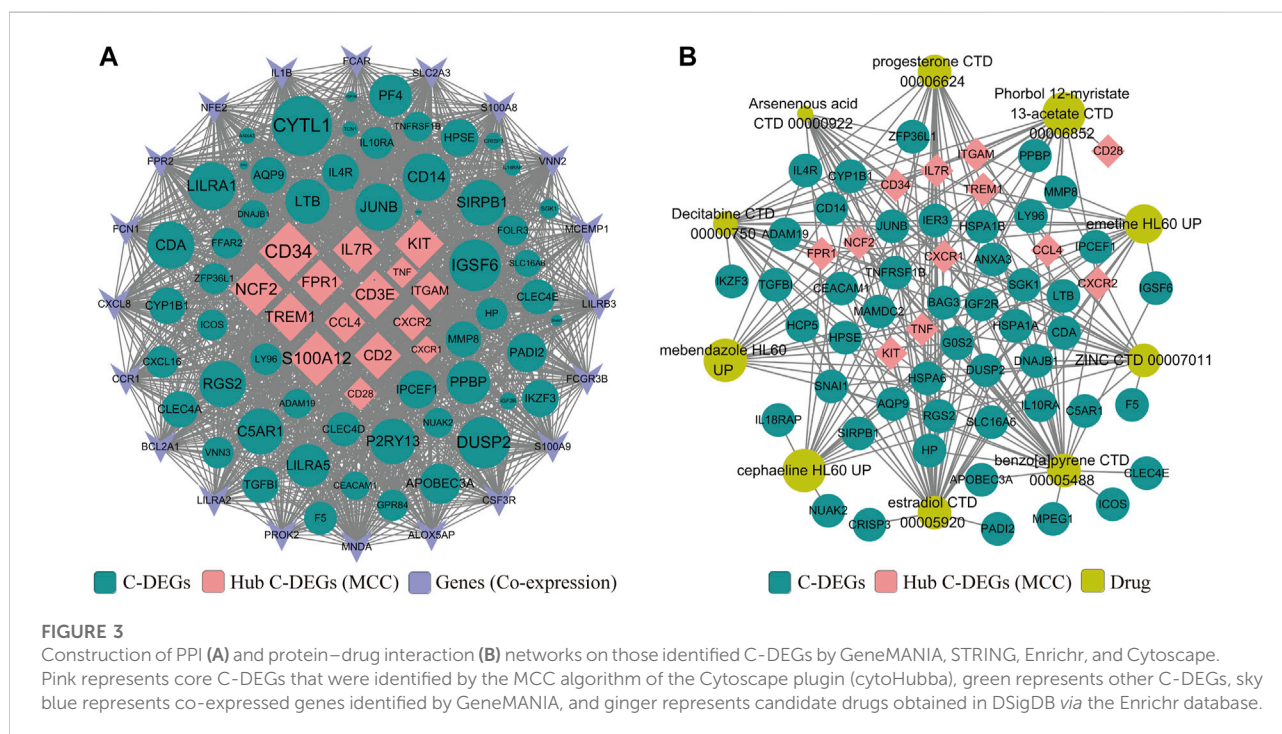 A
FCAR
IL1B
SLC2A3
NFE2
S100A8
PF4
CYTL1
TNFRSF1B
TCN1
IL10RA
HPSE
CRISP3
ANXA3
FPR2
VNN2
AQP9
IL4R
CD14
LILRA1
LTB
JUNB
SIRPB1
SGK1
DNAJB1
FOLR3
MCEMP1
FCN1
CDA
FFAR2
CD34
IL7R
KIT
SLC16A6
ZFP36L1
TNF
IGSF6
FPR1
CD3E
ITGAM
NCF2
CLEC4E
LILRB3
CXCL8
CYP1B1
TREM1
CCL4
CXCR2
HP
ICOS
MMP8
CXCR1
PADI2
CCR1
CXCL16
LY96
S100A12
CD2
FCGR3B
RGS2
IPCEF1
PPBP
CD28
IGF2R
IKZF3
CLEC4A
ADAM19
BCL2A1
C5AR1
CLEC4D
NUAK2
P2RY13
DUSP2
S100A9
VNN3
LILRA5
LILRA2
TGFBI
CEACAM1
APOBEC3A
CSF3R
F5
GPR84
PROK2
MNDA
ALOX5AP
C-DEGs
Hub C-DEGs (MCC)
Genes (Co-expression)
B
progesterone CTD
00006624
Arsenenous acid
CTD 00000922
Phorbol 12-myristate
13-acetate CTD
00006852
ZFP36L1
CD28
ITGAM
PPBP
IL4R
CYP1B1
IL7R
CD34
TREM1
MMP8
Decitabine CTD
00000750
CD14
LY96
emetine HL60 UP
JUNB
IER3
ADAM19
HSPA1B
NCF2
CCL4
IPCEF1
FPR1
CXCR1
ANXA3
TNFRSF1B
IKZF3
TGFBI
CEACAM1
SGK1
CXCR2
IGSF6
BAG3
IGF2R
LTB
MAMDC2
HCP5
HPSE
TNF
HSPA1A
CDA
mebendazole HL60
UP
G0S2
KIT
DNAJB1
ZINC CTD 00007011
SNAI1
HSPA6
DUSP2
AQP9
IL10RA
F5
IL18RAP
RGS2
SLC16A6
C5AR1
SIRPB1
cephaeline HL60 UP
HP
benzo[a]pyrene CTD
00005488
APOBEC3A
CLEC4E
estradiol CTD
00005920
NUAK2
CRISP3
PADI2
MPEG1
ICOS
C-DEGs
Hub C-DEGs (MCC)
Drug
FIGURE 3
Construction of PPI (A) and protein–drug interaction (B) networks on those identified C-DEGs by GeneMANIA, STRING, Enrichr, and Cytoscape.
Pink represents core C-DEGs that were identified by the MCC algorithm of the Cytoscape plugin (cytoHubba), green represents other C-DEGs, sky
blue represents co-expressed genes identified by GeneMANIA, and ginger represents candidate drugs obtained in DSigDB via the Enrichr database.